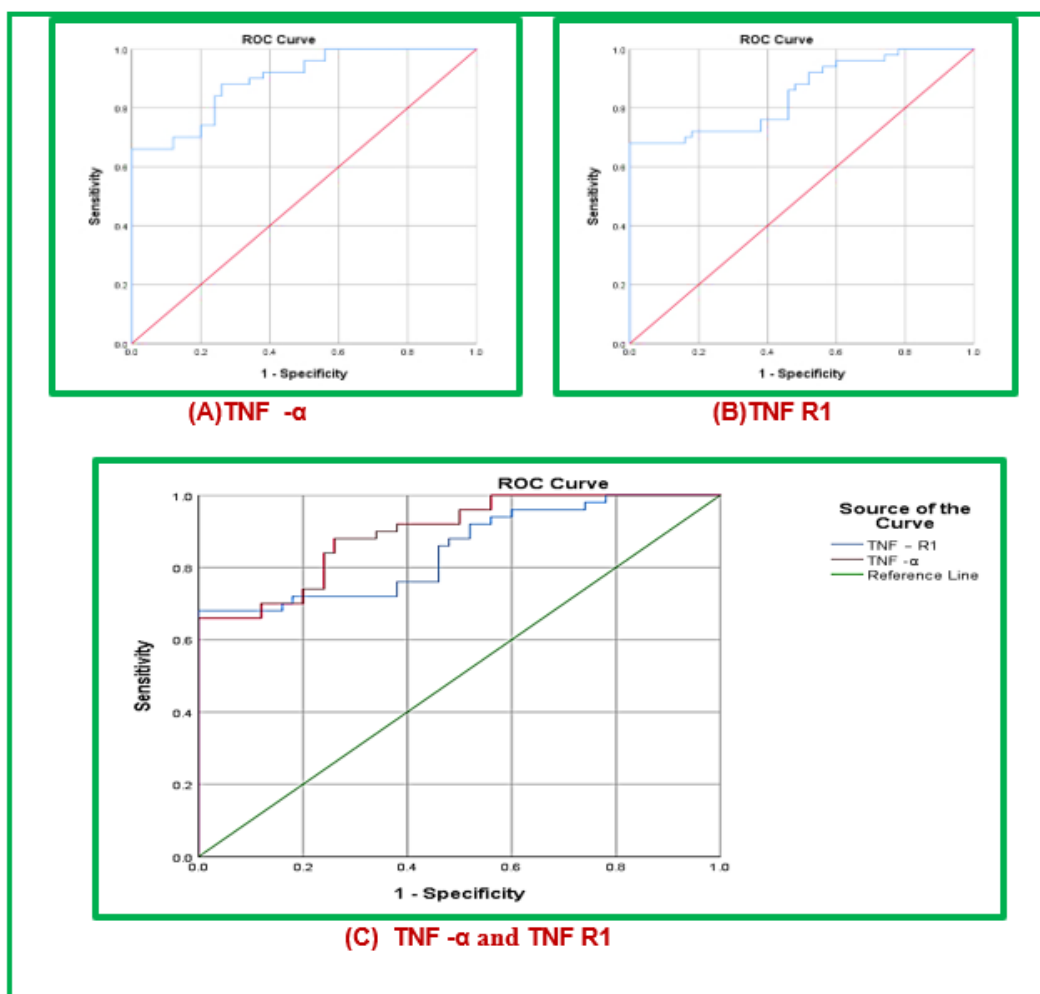 ROC Curve
1.0
0.8
0.6
0.4
0.2
0.0
Sensitivity
0.0 0.2 0.4 0.6 0.8 1.0
1 - Specificity
(A)TNF -α
ROC Curve
1.0
0.8
0.6
0.4
0.2
0.0
Sensitivity
0.0 0.2 0.4 0.6 0.8 1.0
1 - Specificity
(B)TNF R1
ROC Curve
1.0
0.8
0.6
0.4
0.2
0.0
Sensitivity
0.0 0.2 0.4 0.6 0.8 1.0
1 - Specificity
Source of the
Curve
TNF – R1
TNF -α
Reference Line
(C) TNF -α and TNF R1